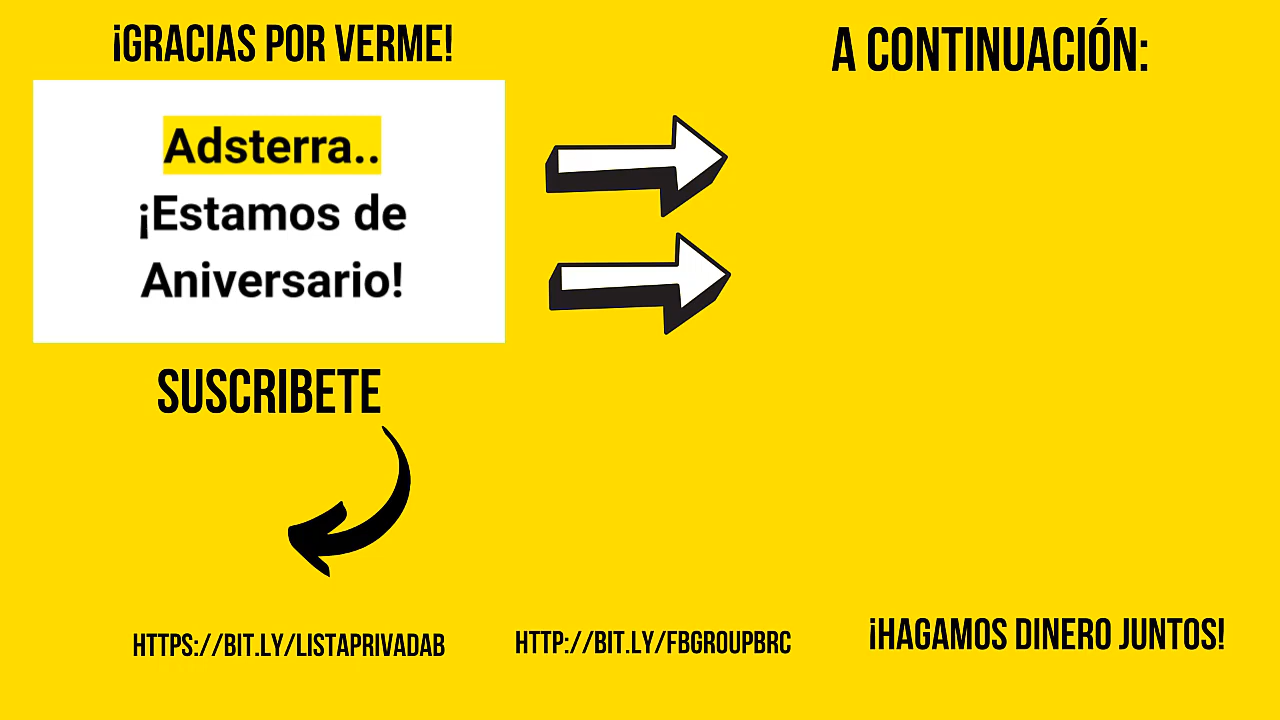 ¡GRACIAS POR VERME!
A CONTINUACIÓN:
Adsterra..
¡Estamos de
Aniversario!
SUSCRIBETE
HTTPS://BIT.LY/LISTAPRIVADAB
HTTP://BIT.LY/FBGROUPBRC
¡HAGAMOS DINERO JUNTOS!